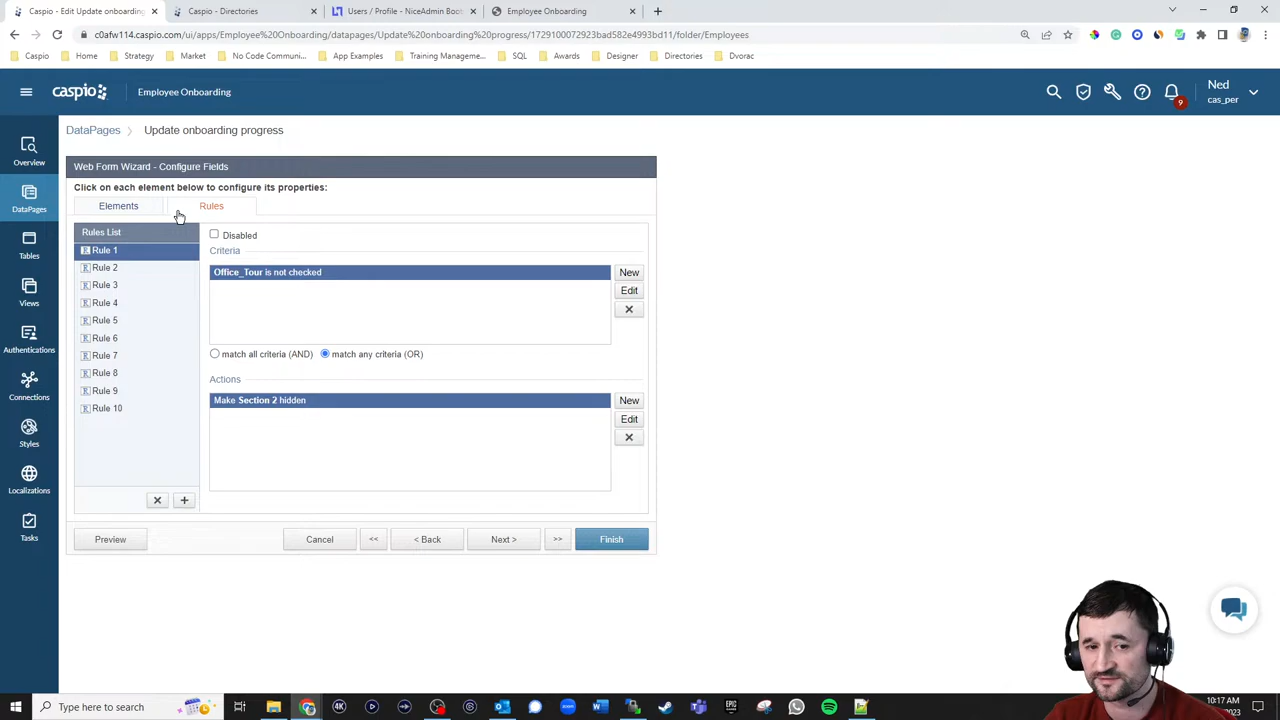 Caspio - Edit Update onboarding
Caspio - Directories
Users / Profile - NiceAdmin Boots
Employee Onboarding
c0afw114.caspio.com/ui/apps/Employee%20Onboarding/datapages/Update%20onboarding%20progress/1729100072923bad582e4993bd11/folder/Employees
Caspio
Home
Strategy
Market
No Code Communi...
App Examples
Training Manageme...
SQL
Awards
Designer
Directories
Dvorac
caspio
Employee Onboarding
9
Ned
cas_per
Overview
DataPages
Tables
Views
Authentications
Connections
Styles
Localizations
Tasks
DataPages
Update onboarding progress
Web Form Wizard - Configure Fields
Click on each element below to configure its properties:
Elements
Rules
Rules List
Rule 1
Rule 2
Rule 3
Rule 4
Rule 5
Rule 6
Rule 7
Rule 8
Rule 9
Rule 10
Disabled
Criteria
Office_Tour is not checked
New
Edit
match all criteria (AND)
match any criteria (OR)
Actions
Make Section 2 hidden
New
Edit
Preview
Cancel
<<
< Back
Next >
>>
Finish
Type here to search
4K
EPIC
10:17 AM